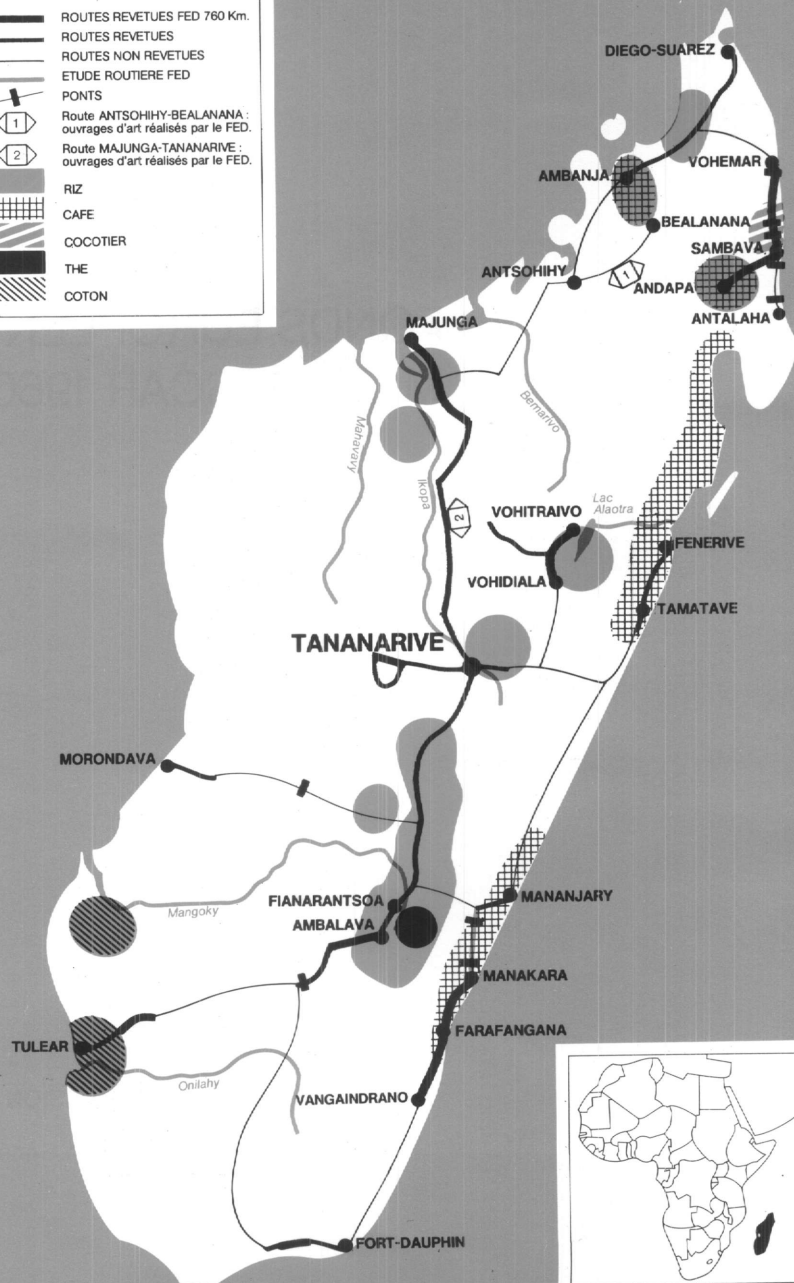 ROUTES REVETUES FED 760 Km.
ROUTES REVETUES
ROUTES NON REVETUES
ETUDE ROUTIERE FED
PONTS
1
Route ANTSOHIHY-BEALANANA :
ouvrages d'art réalisés par le FED.
2
Route MAJUNGA-TANANARIVE :
ouvrages d'art réalisés par le FED.
RIZ
CAFE
COCOTIER
THE
COTON
DIEGO-SUAREZ
VOHEMAR
AMBANJA
BEALANANA
SAMBAVA
ANTSOHIHY
1
ANDAPA
ANTALAHA
MAJUNGA
Mahavavy
Ikopa
Bemarivo
2
Lac
Alaotra
VOHITRAIVO
FENERIVE
VOHIDIALA
TAMATAVE
TANANARIVE
MORONDAVA
Mangoky
FIANARANTSOA
MANANJARY
AMBALAVA
MANAKARA
FARAFANGANA
TULEAR
Onilahy
VANGAINDRANO
FORT-DAUPHIN